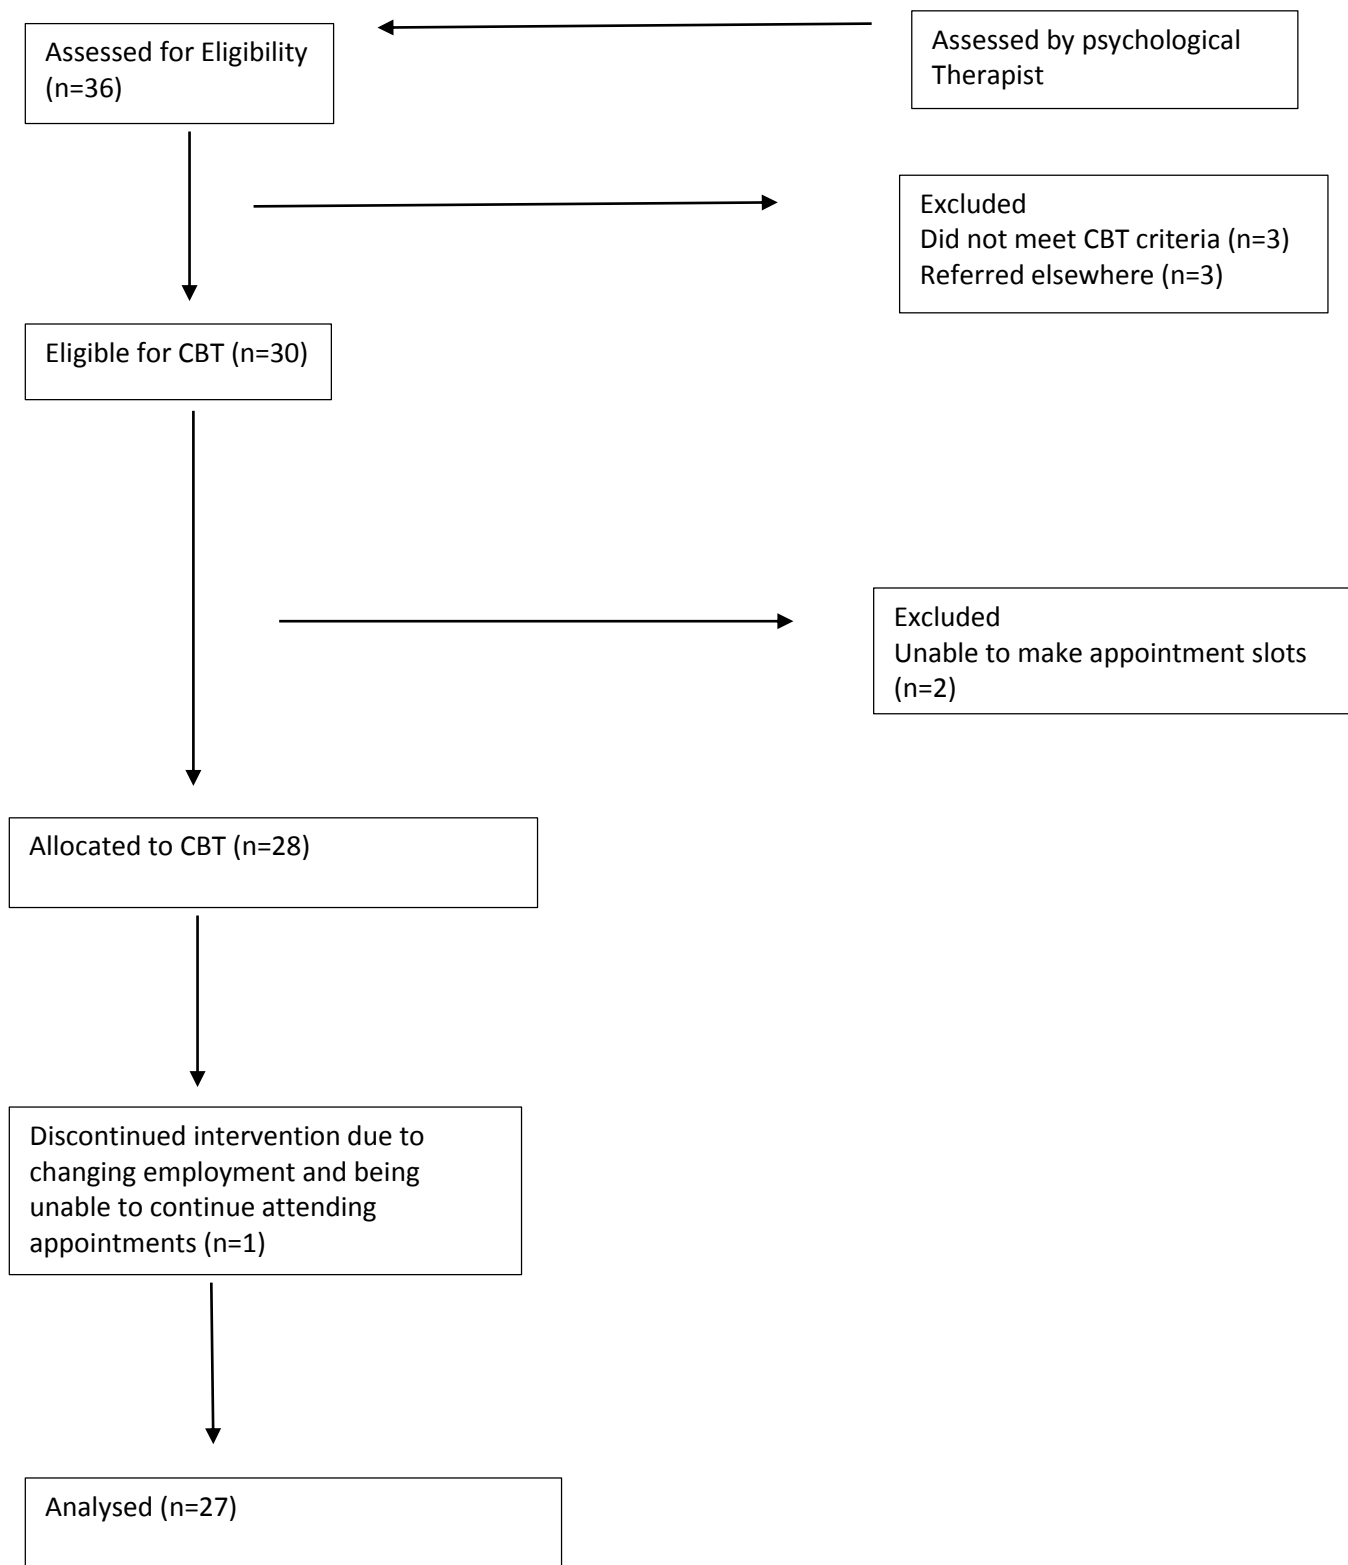 Assessed for Eligibility
(n=36)
Assessed by psychological
Therapist
Excluded
Did not meet CBT criteria (n=3)
Referred elsewhere (n=3)
Eligible for CBT (n=30)
Excluded
Unable to make appointment slots
(n=2)
Allocated to CBT (n=28)
Discontinued intervention due to
changing employment and being
unable to continue attending
appointments (n=1)
Analysed (n=27)